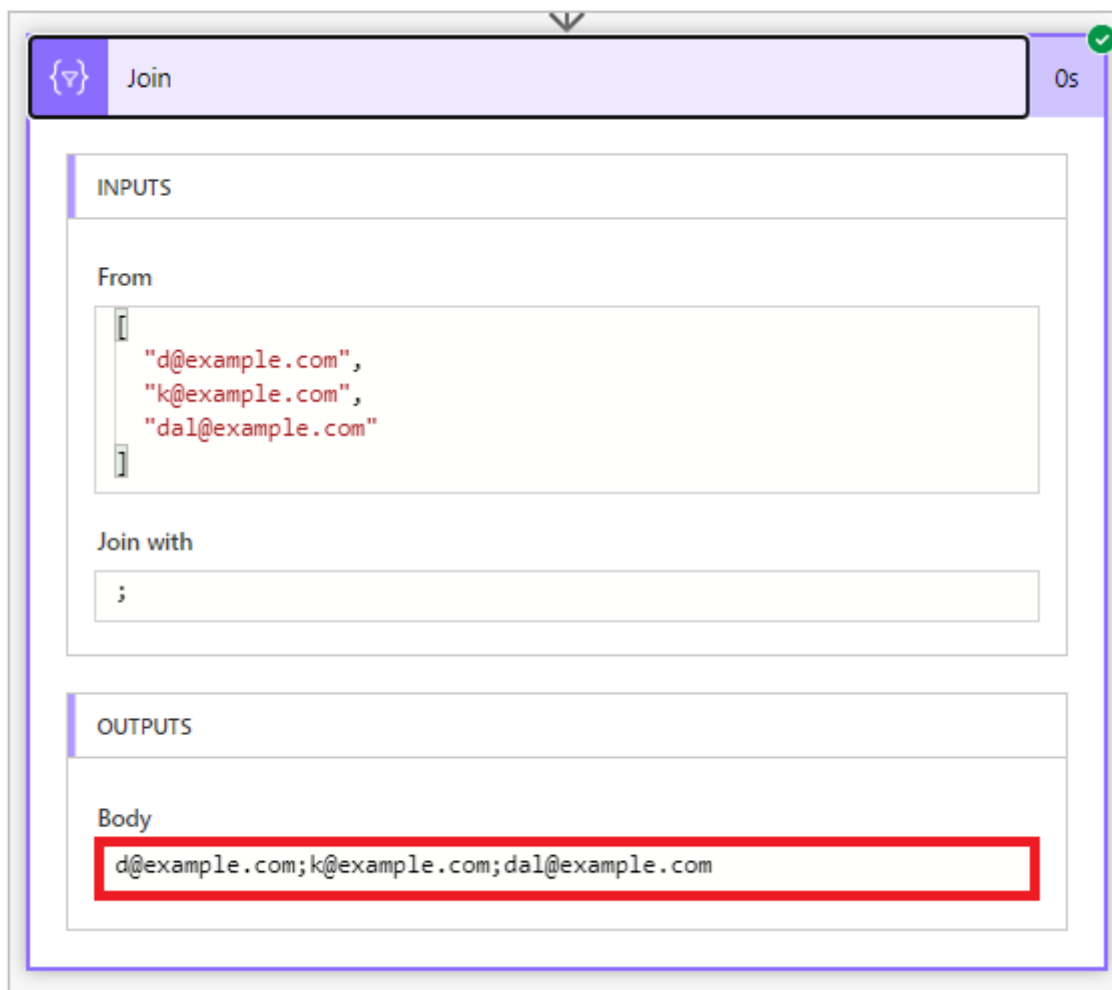 Join
0s
INPUTS
From
[
"d@example.com",
"k@example.com",
"dal@example.com"
]
Join with
;
OUTPUTS
Body
d@example.com;k@example.com;dal@example.com